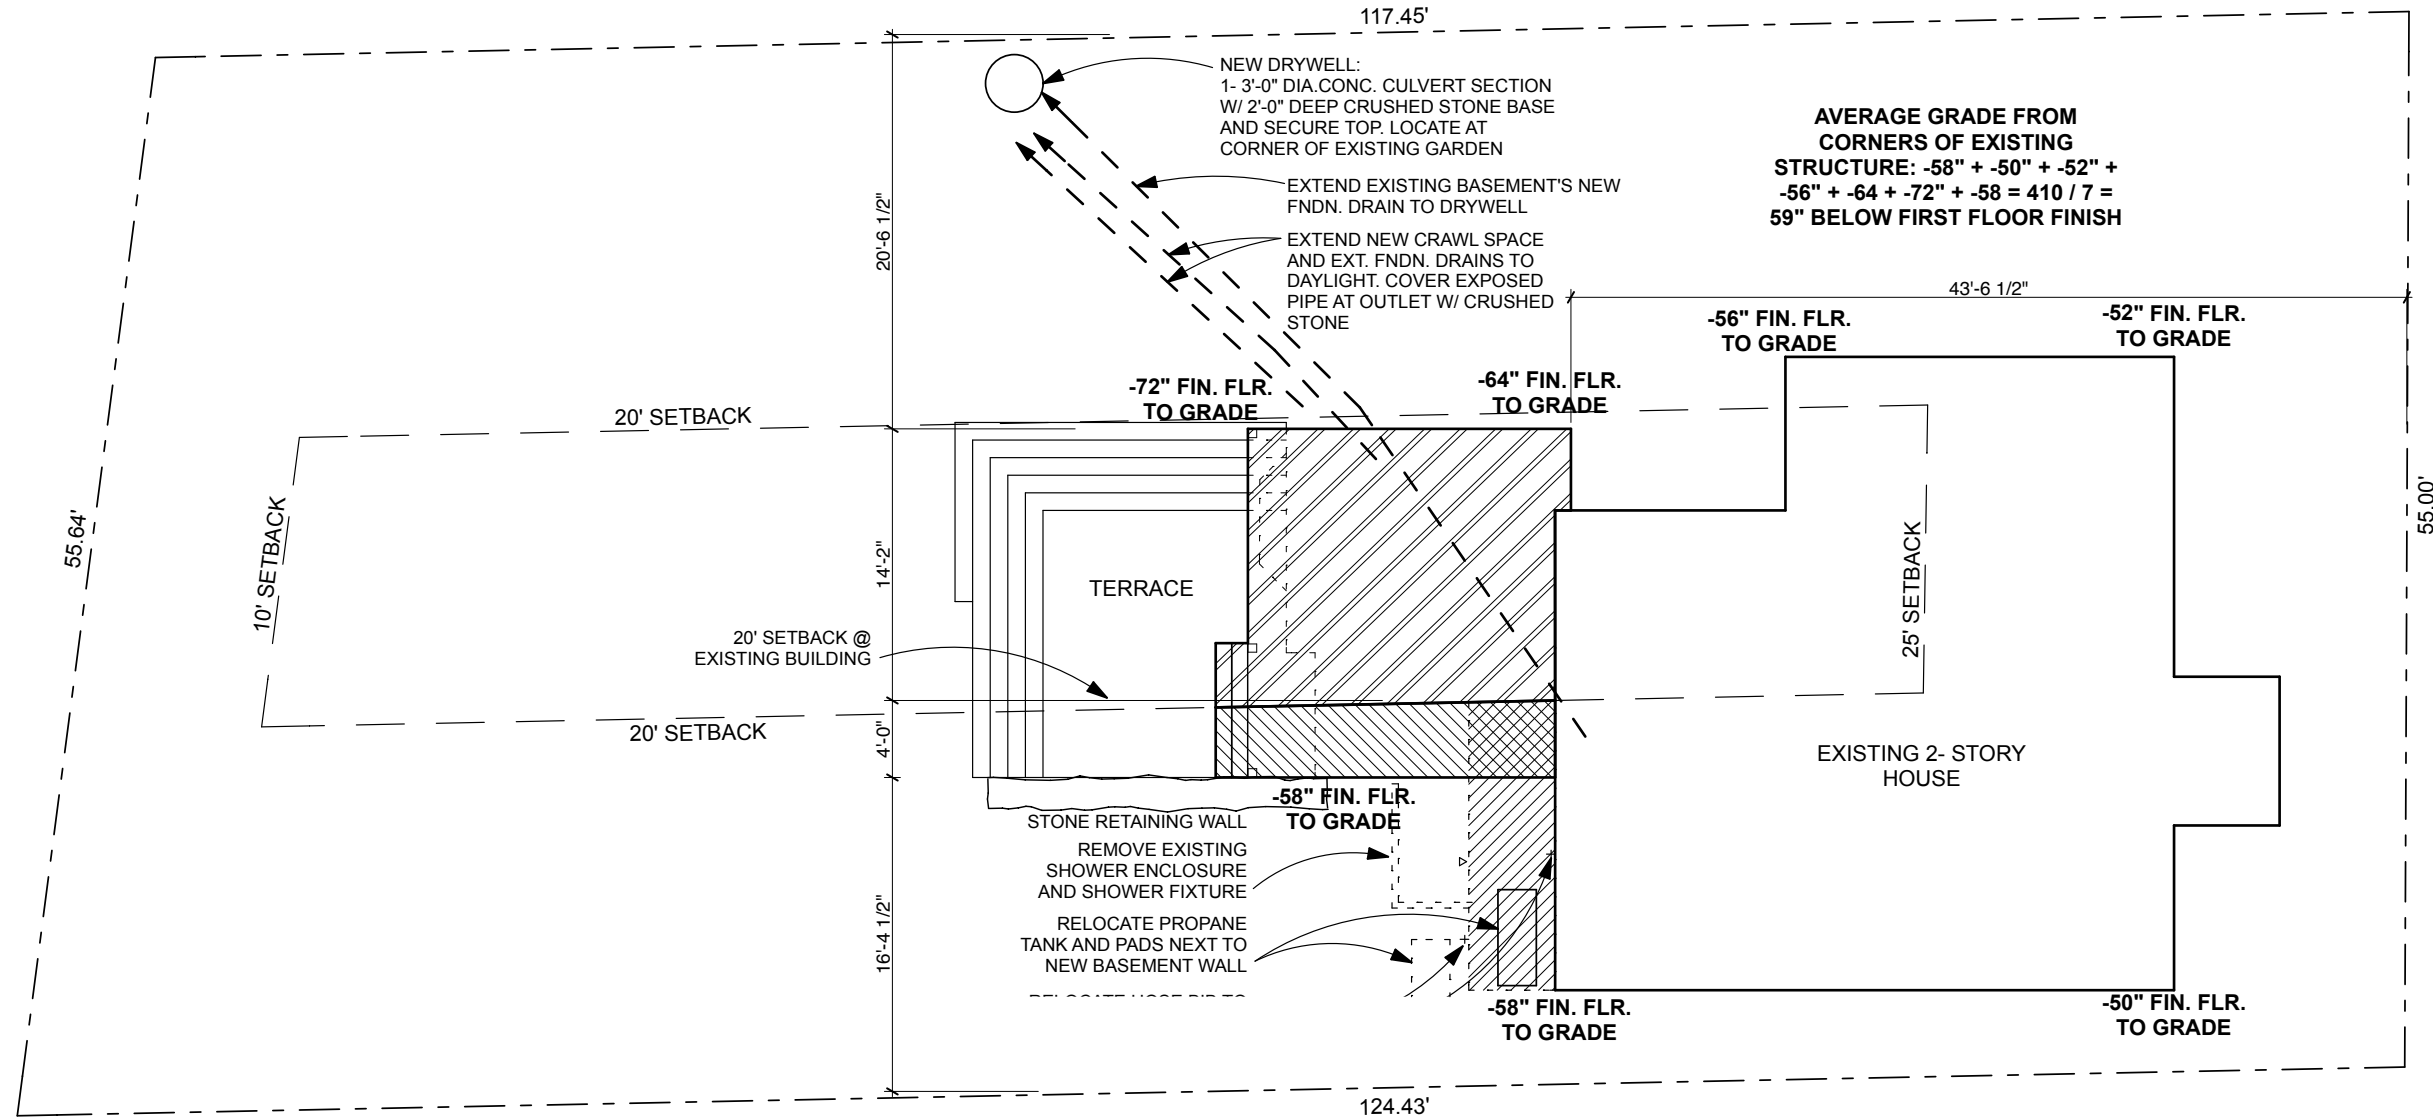 117.45'
NEW DRYWELL:
1- 3'-0" DIA.CONC. CULVERT SECTION
W/ 2'-0" DEEP CRUSHED STONE BASE
AND SECURE TOP. LOCATE AT
CORNER OF EXISTING GARDEN
AVERAGE GRADE FROM
CORNERS OF EXISTING
STRUCTURE: -58" + -50" + -52" +
-56" + -64 + -72" + -58 = 410 / 7 =
59" BELOW FIRST FLOOR FINISH
EXTEND EXISTING BASEMENT'S NEW
FNDN. DRAIN TO DRYWELL
EXTEND NEW CRAWL SPACE
AND EXT. FNDN. DRAINS TO
DAYLIGHT. COVER EXPOSED
PIPE AT OUTLET W/ CRUSHED
STONE
20'-6 1/2"
43'-6 1/2"
-56" FIN. FLR.
TO GRADE
-52" FIN. FLR.
TO GRADE
-72" FIN. FLR.
TO GRADE
-64" FIN. FLR.
TO GRADE
20' SETBACK
55.64'
10' SETBACK
14'-2"
TERRACE
25' SETBACK
55.00'
20' SETBACK @
EXISTING BUILDING
20' SETBACK
4'-0"
EXISTING 2- STORY
HOUSE
-58" FIN. FLR.
TO GRADE
STONE RETAINING WALL
REMOVE EXISTING
SHOWER ENCLOSURE
AND SHOWER FIXTURE
16'-4 1/2"
RELOCATE PROPANE
TANK AND PADS NEXT TO
NEW BASEMENT WALL
-58" FIN. FLR.
TO GRADE
-50" FIN. FLR.
TO GRADE
124.43'